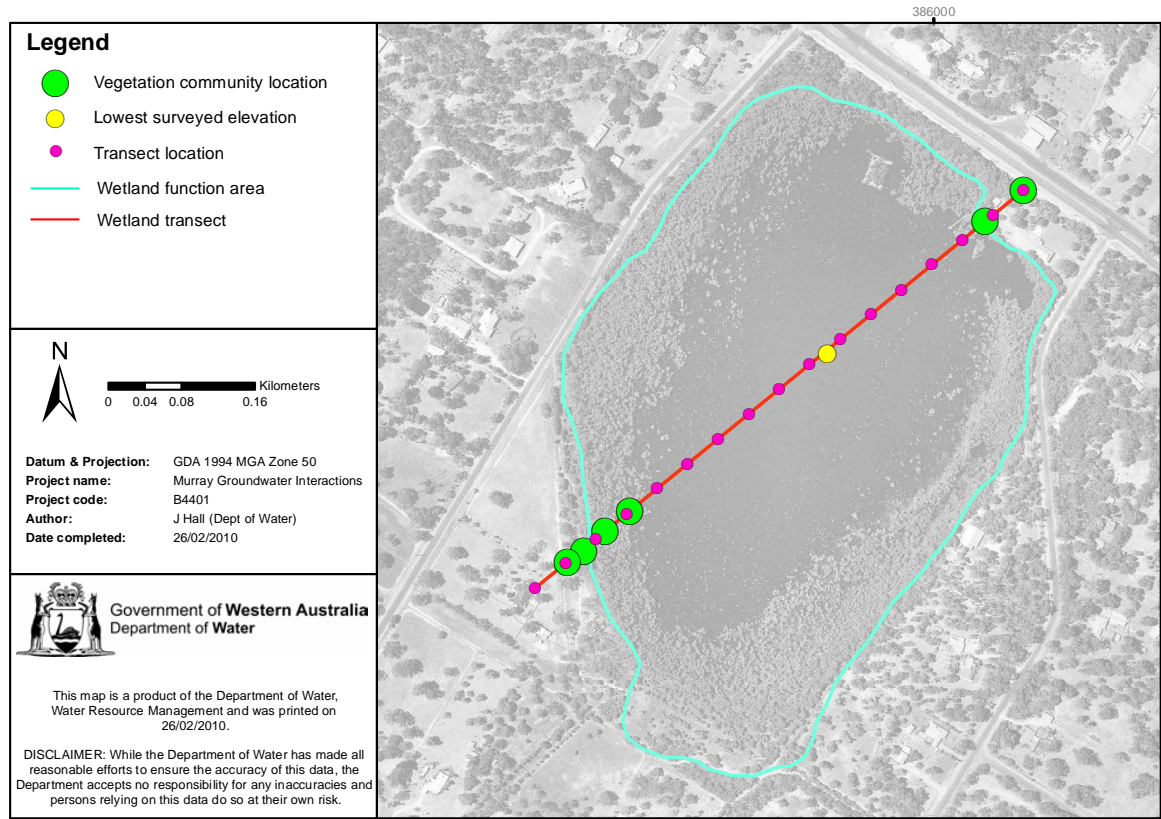 386000
Legend
Vegetation community location
Lowest surveyed elevation
Transect location
Wetland function area
Wetland transect
N
Kilometers
0 0.04 0.08 0.16
Datum & Projection: GDA 1994 MGA Zone 50
Project name: Murray Groundwater Interactions
Project code: B4401
Author: J Hall (Dept of Water)
Date completed: 26/02/2010
Government of Western Australia
Department of Water
This map is a product of the Department of Water,
Water Resource Management and was printed on
26/02/2010.
DISCLAIMER: While the Department of Water has made all
reasonable efforts to ensure the accuracy of this data, the
Department accepts no responsibility for any inaccuracies and
persons relying on this data do so at their own risk.